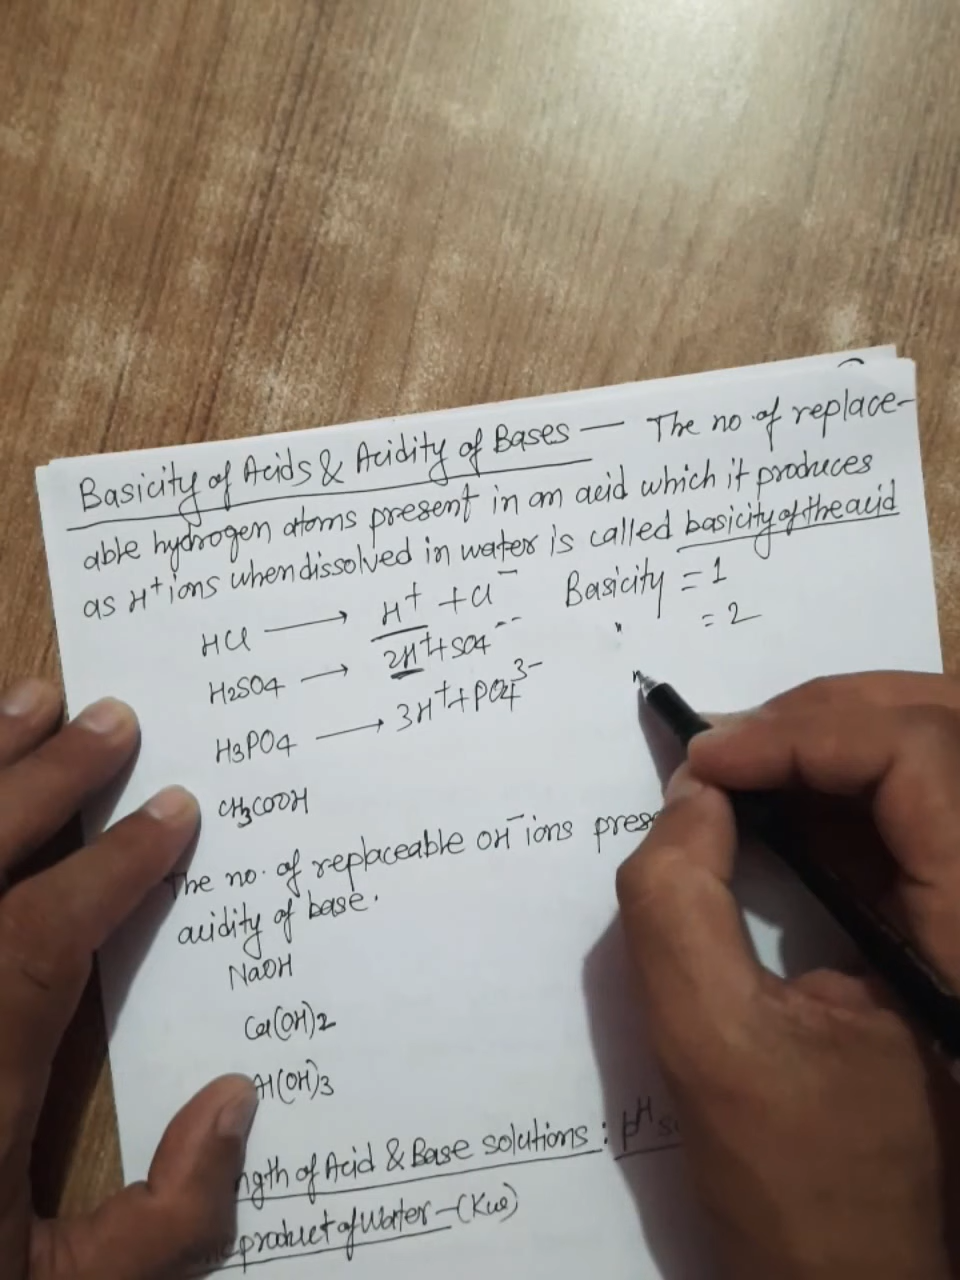 Basicity of Acids & Acidity of Bases — The no. of replace-
able hydrogen atoms present in an acid which it produces
as H+ ions when dissolved in water is called basicity of the acid
HCl → H+ + Cl- Basicity = 1
H2SO4 → 2H+ + SO4-- " = 2
H3PO4 → 3H+ + PO4 3- "
CH3COOH
The no. of replaceable OH- ions
acidity of base.
NaOH
Ca(OH)2
Al(OH)3
of Acid & Base solutions : pH
product of Water — (Kw)